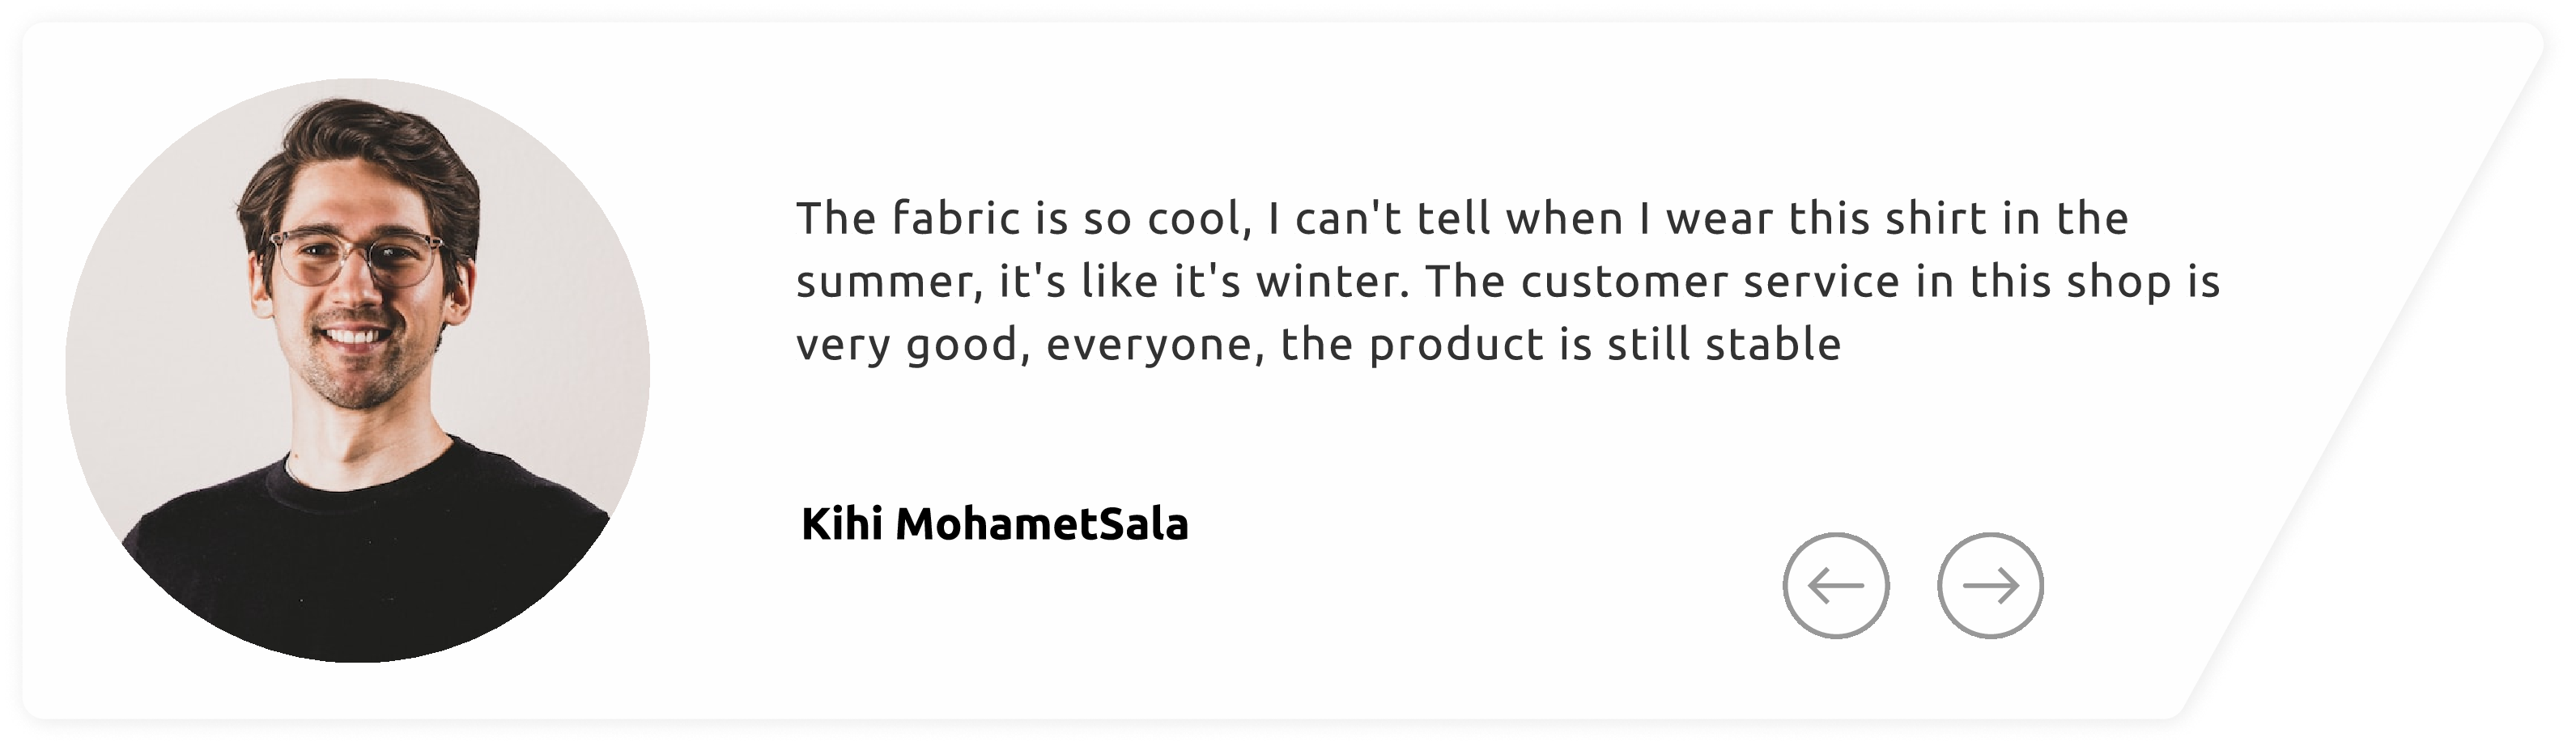 The fabric is so cool, I can't tell when I wear this shirt in the
summer, it's like it's winter. The customer service in this shop is
very good, everyone, the product is still stable
Kihi MohametSala